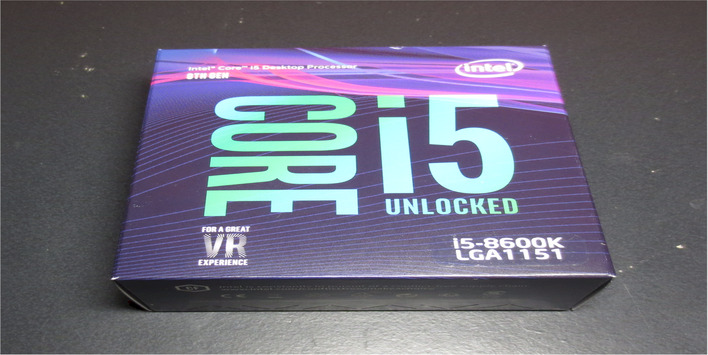 Intel® Core™ i5 Desktop Processor
8TH GEN
intel®
CORE i5
UNLOCKED
FOR A GREAT
VR
EXPERIENCE
i5-8600K
LGA1151